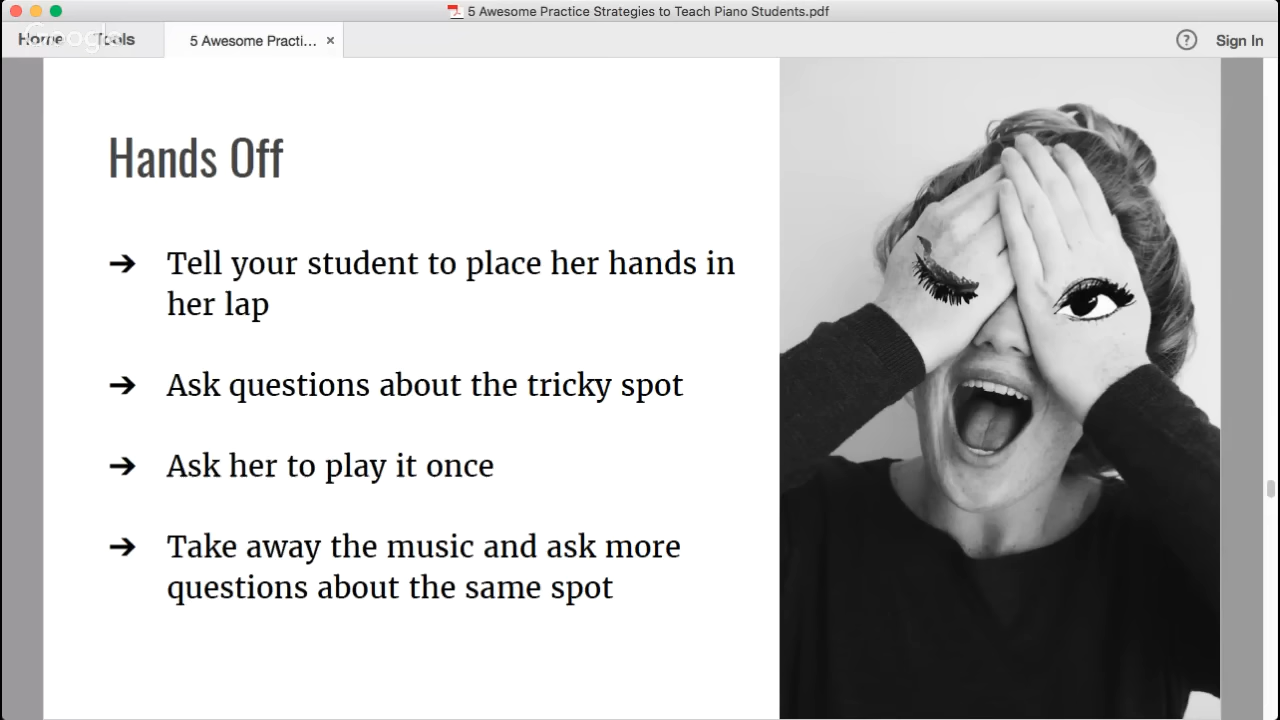 5 Awesome Practice Strategies to Teach Piano Students.pdf
Home Tools 5 Awesome Practi... × ? Sign In
Google
Hands Off
➔ Tell your student to place her hands in
her lap
➔ Ask questions about the tricky spot
➔ Ask her to play it once
➔ Take away the music and ask more
questions about the same spot